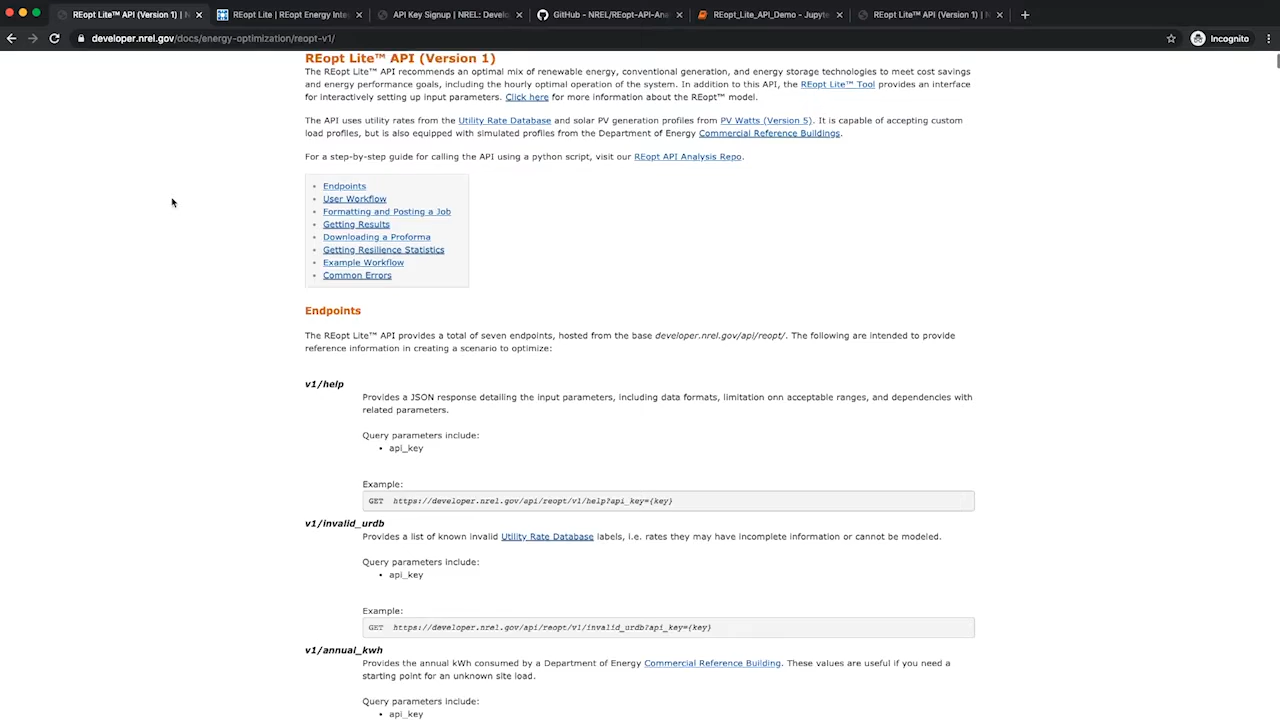 REopt Lite™ API (Version 1) | N
REopt Lite | REopt Energy Inte
API Key Signup | NREL: Develo
GitHub - NREL/REopt-API-Ana
REopt_Lite_API_Demo - Jupyte
REopt Lite™ API (Version 1) | N
developer.nrel.gov/docs/energy-optimization/reopt-v1/
Incognito
REopt Lite™ API (Version 1)
The REopt Lite™ API recommends an optimal mix of renewable energy, conventional generation, and energy storage technologies to meet cost savings
and energy performance goals, including the hourly optimal operation of the system. In addition to this API, the REopt Lite™ Tool provides an interface
for interactively setting up input parameters. Click here for more information about the REopt™ model.
The API uses utility rates from the Utility Rate Database and solar PV generation profiles from PV Watts (Version 5). It is capable of accepting custom
load profiles, but is also equipped with simulated profiles from the Department of Energy Commercial Reference Buildings.
For a step-by-step guide for calling the API using a python script, visit our REopt API Analysis Repo.
• Endpoints
• User Workflow
• Formatting and Posting a Job
• Getting Results
• Downloading a Proforma
• Getting Resilience Statistics
• Example Workflow
• Common Errors
Endpoints
The REopt Lite™ API provides a total of seven endpoints, hosted from the base developer.nrel.gov/api/reopt/. The following are intended to provide
reference information in creating a scenario to optimize:
v1/help
Provides a JSON response detailing the input parameters, including data formats, limitation onn acceptable ranges, and dependencies with
related parameters.
Query parameters include:
• api_key
Example:
GET https://developer.nrel.gov/api/reopt/v1/help?api_key={key}
v1/invalid_urdb
Provides a list of known invalid Utility Rate Database labels, i.e. rates they may have incomplete information or cannot be modeled.
Query parameters include:
• api_key
Example:
GET https://developer.nrel.gov/api/reopt/v1/invalid_urdb?api_key={key}
v1/annual_kwh
Provides the annual kWh consumed by a Department of Energy Commercial Reference Building. These values are useful if you need a
starting point for an unknown site load.
Query parameters include:
• api_key